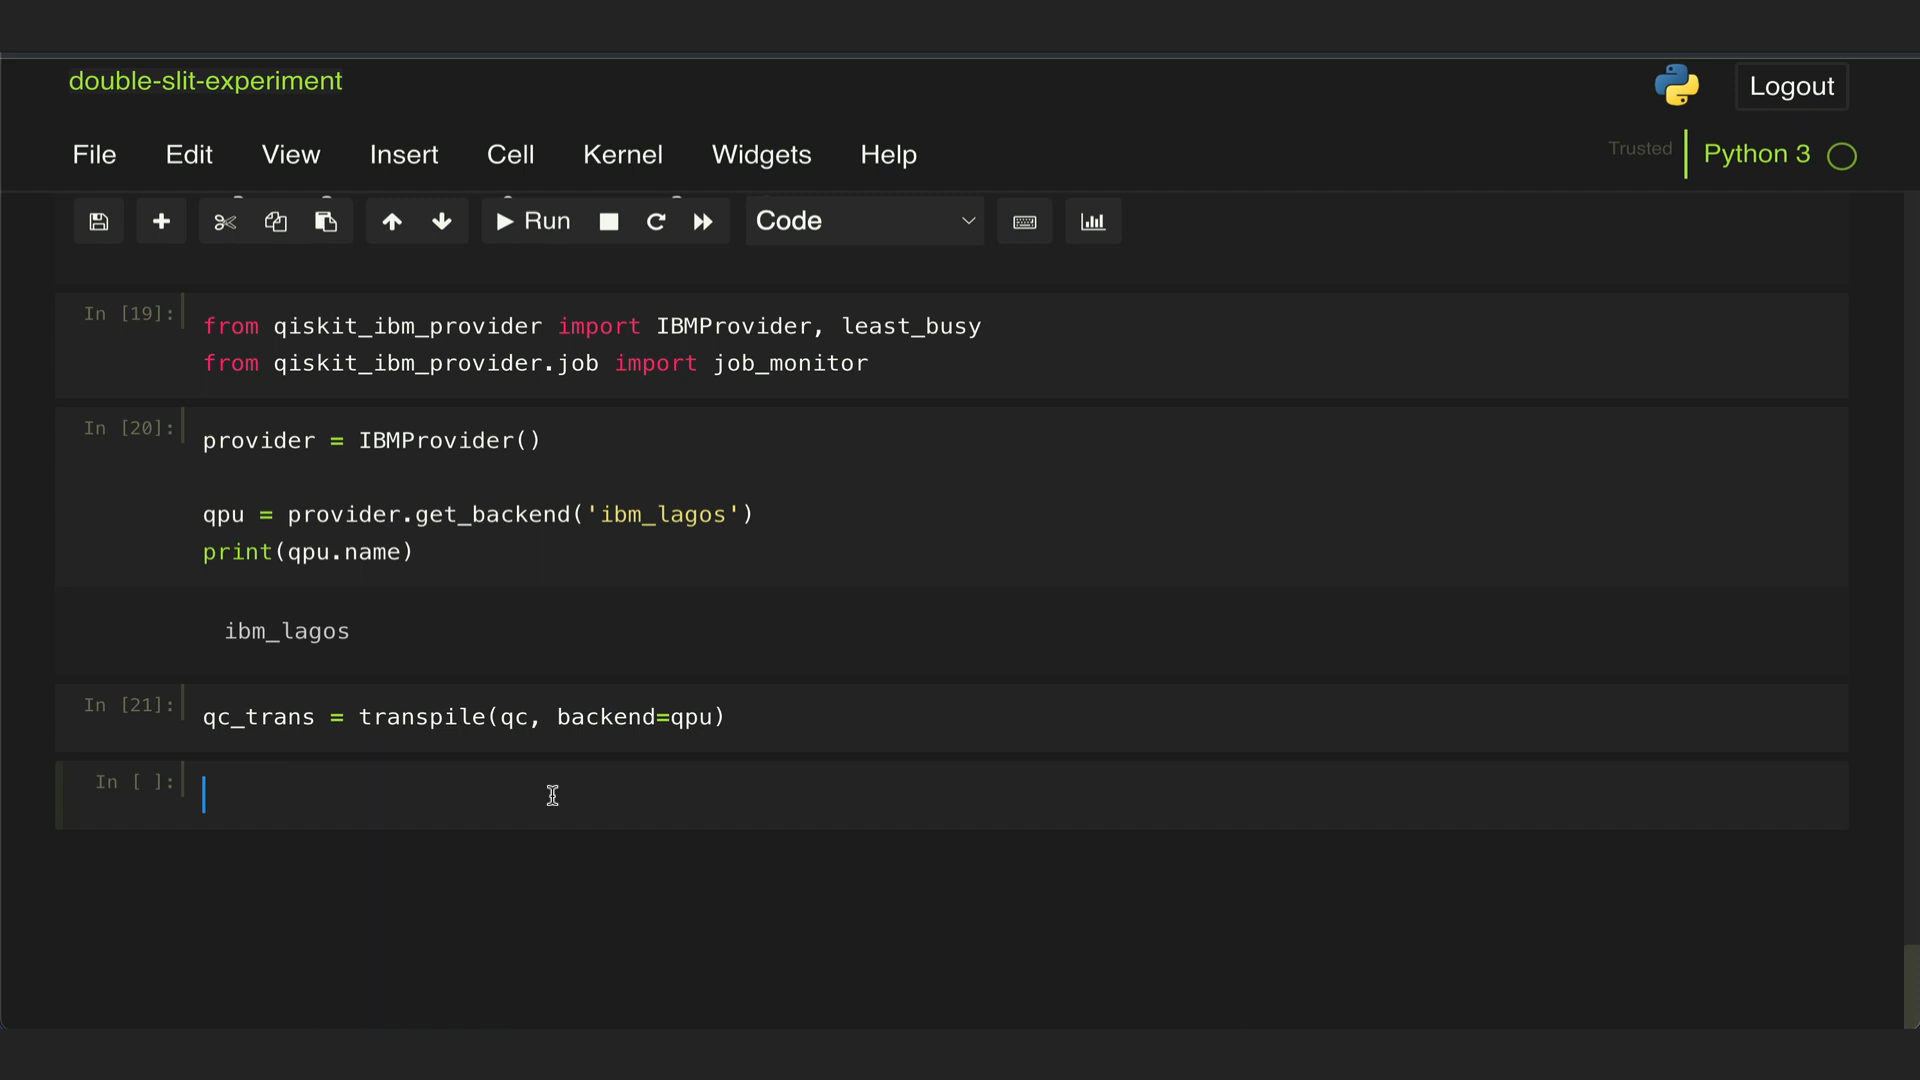 double-slit-experiment
Logout
File Edit View Insert Cell Kernel Widgets Help
Trusted Python 3
Run Code
In [19]: from qiskit_ibm_provider import IBMProvider, least_busy
from qiskit_ibm_provider.job import job_monitor
In [20]: provider = IBMProvider()
qpu = provider.get_backend('ibm_lagos')
print(qpu.name)
ibm_lagos
In [21]: qc_trans = transpile(qc, backend=qpu)
In [ ]: